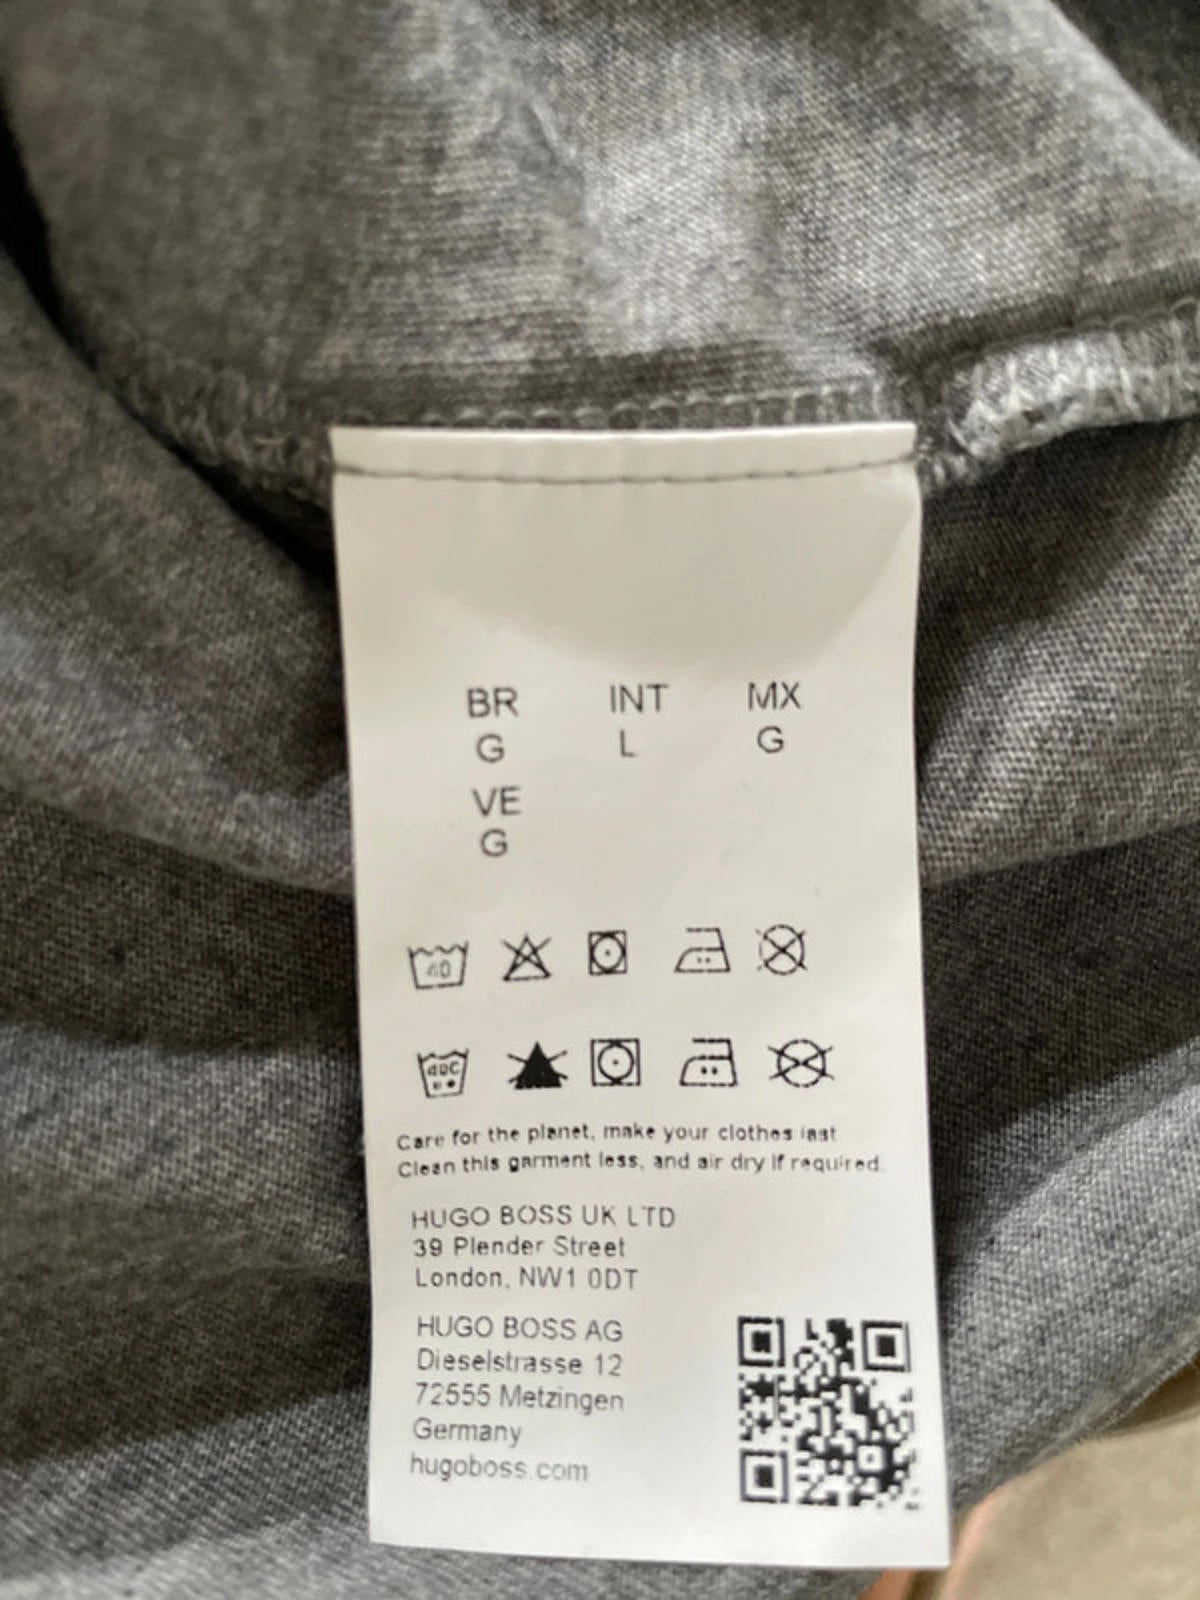 BR INT MX
G L G
VE
G
40
40C
Care for the planet, make your clothes last
Clean this garment less, and air dry if required.
HUGO BOSS UK LTD
39 Plender Street
London, NW1 0DT
HUGO BOSS AG
Dieselstrasse 12
72555 Metzingen
Germany
hugoboss.com